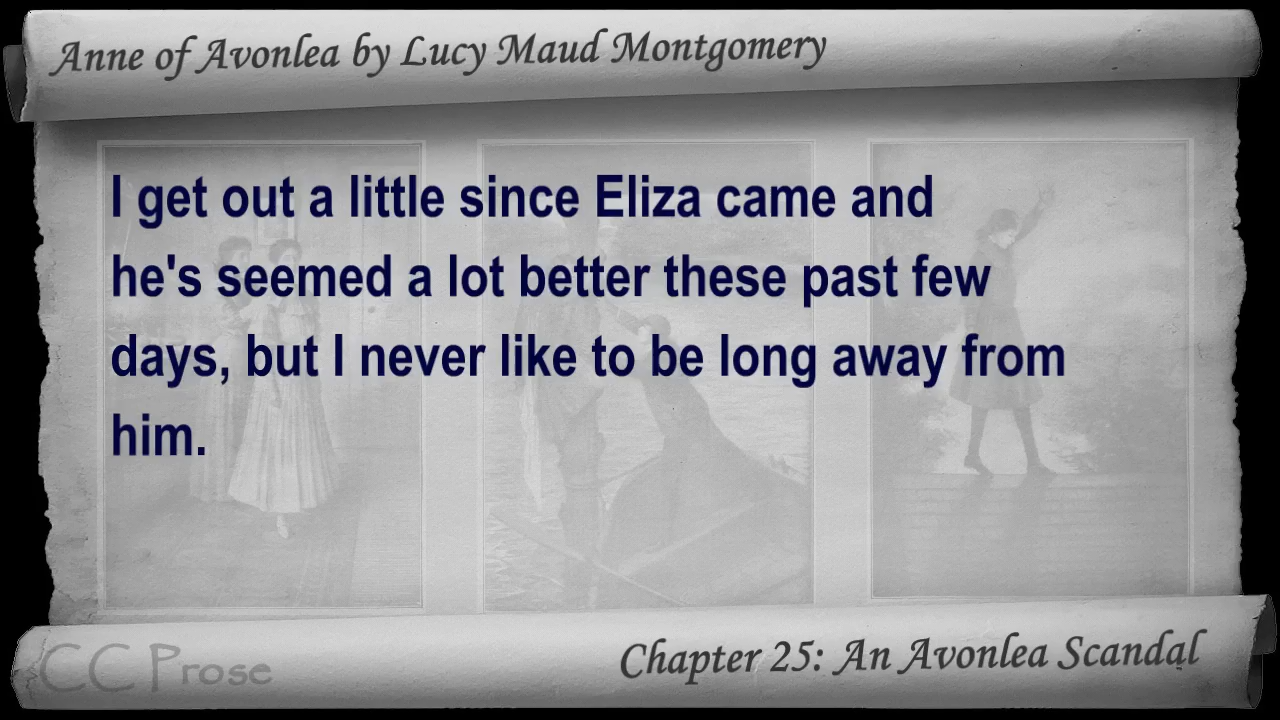 Anne of Avonlea by Lucy Maud Montgomery
I get out a little since Eliza came and
he's seemed a lot better these past few
days, but I never like to be long away from
him.
CC Prose
Chapter 25: An Avonlea Scandal